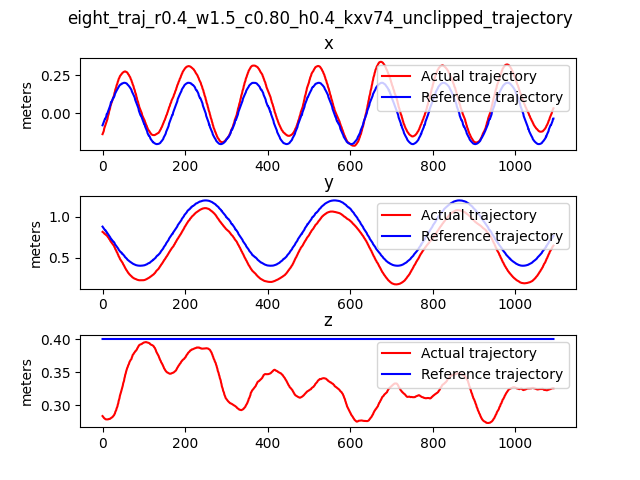 eight_traj_r0.4_w1.5_c0.80_h0.4_kxv74_unclipped_trajectory
x
meters
0.25
0.00
Actual trajectory
Reference trajectory
0 200 400 600 800 1000
y
meters
1.0
0.5
Actual trajectory
Reference trajectory
0 200 400 600 800 1000
z
meters
0.40
0.35
0.30
Actual trajectory
Reference trajectory
0 200 400 600 800 1000